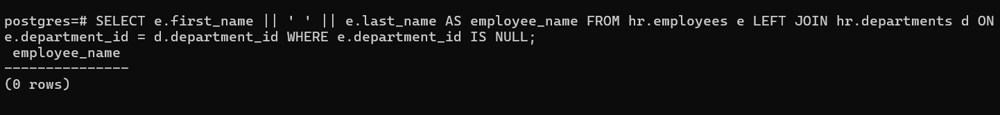 postgres=# SELECT e.first_name || ' ' || e.last_name AS employee_name FROM hr.employees e LEFT JOIN hr.departments d ON
e.department_id = d.department_id WHERE e.department_id IS NULL;
 employee_name
---------------
(0 rows)